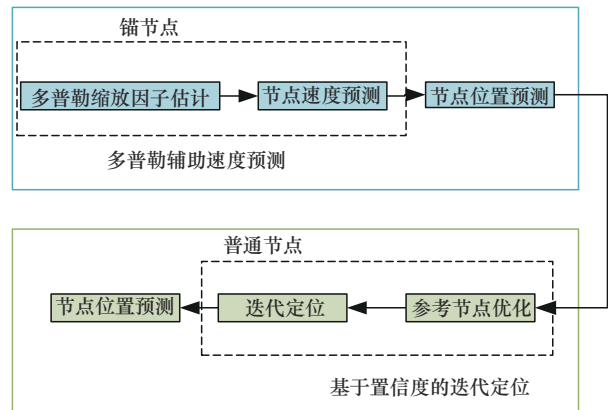 锚节点
多普勒缩放因子估计
节点速度预测
节点位置预测
多普勒辅助速度预测
普通节点
节点位置预测
迭代定位
参考节点优化
基于置信度的迭代定位